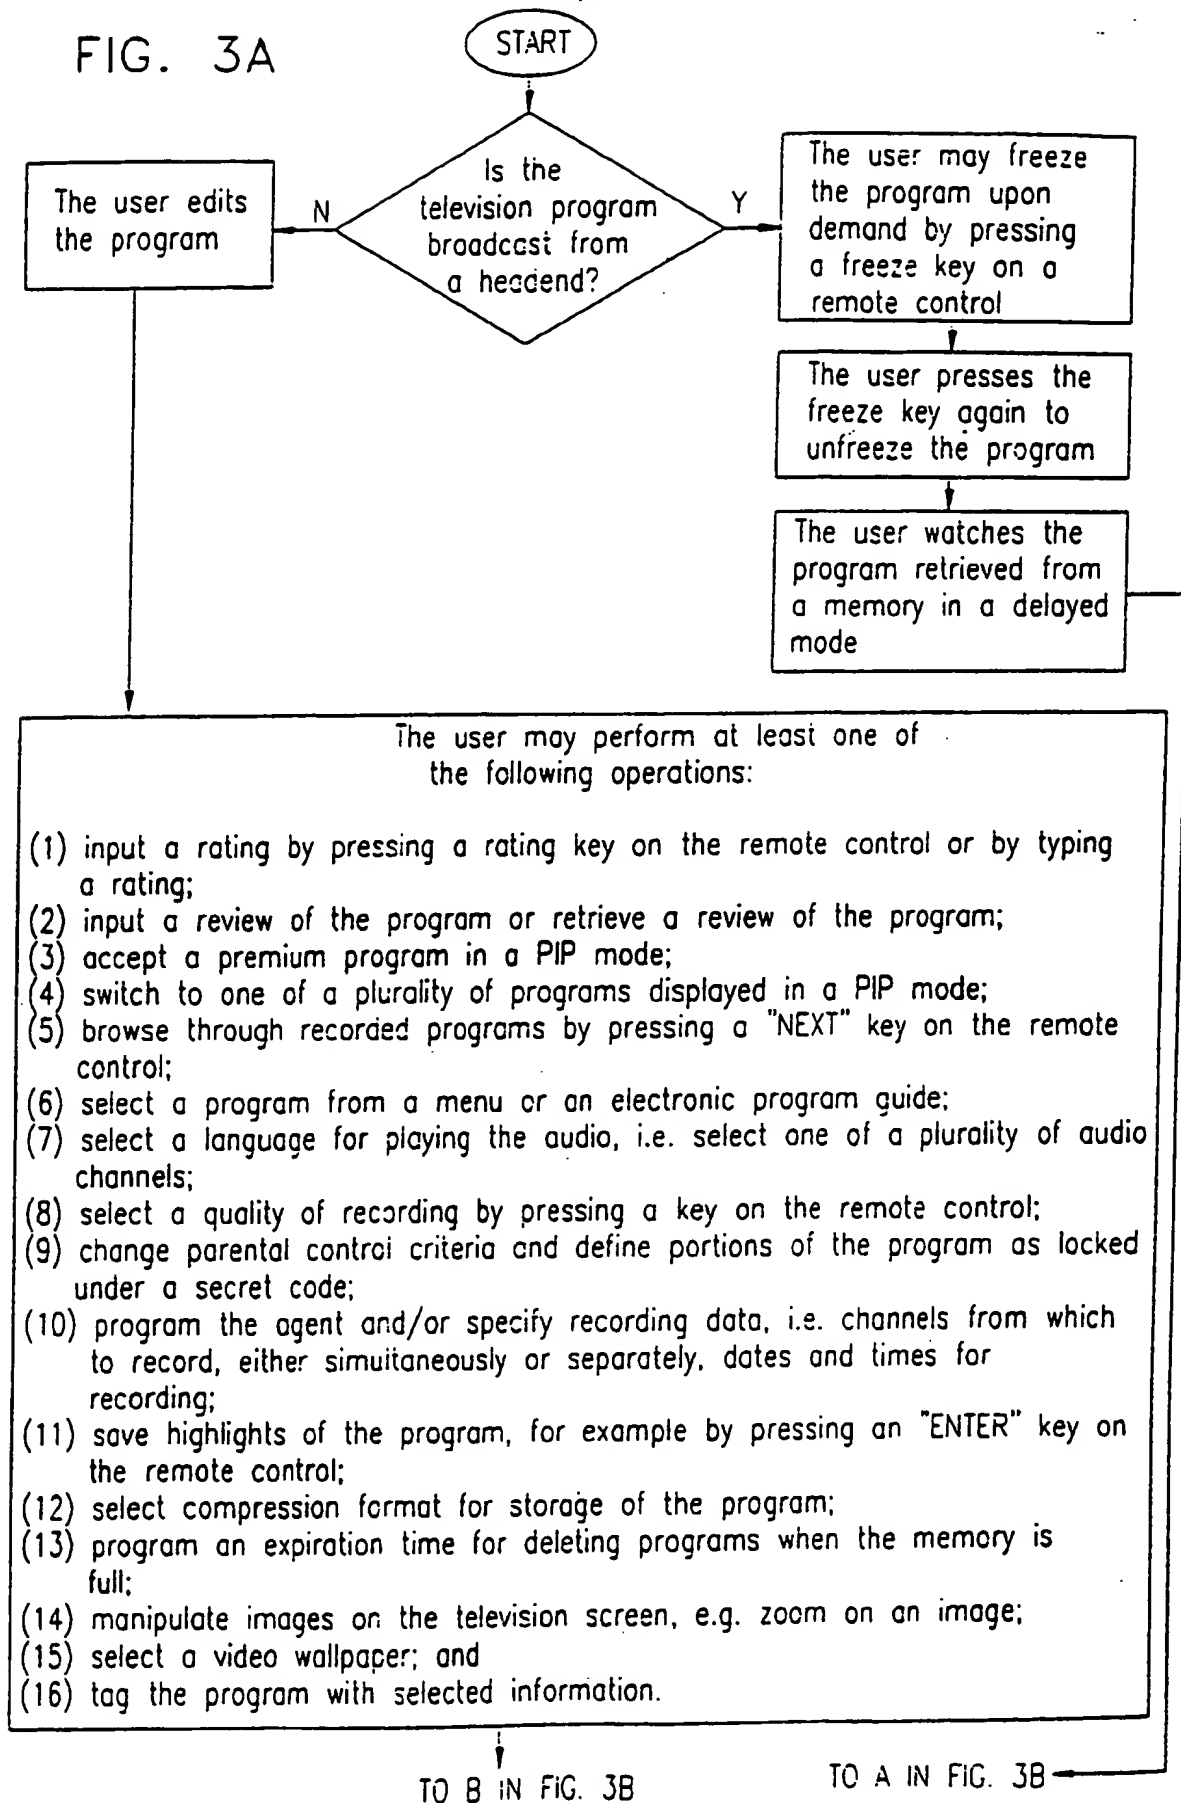 FIG. 3A
START
Is the
television program
broadcast from
a headend?
N
Y
The user edits
the program
The user may freeze
the program upon
demand by pressing
a freeze key on a
remote control
The user presses the
freeze key again to
unfreeze the program
The user watches the
program retrieved from
a memory in a delayed
mode
The user may perform at least one of
the following operations:
(1) input a rating by pressing a rating key on the remote control or by typing
a rating;
(2) input a review of the program or retrieve a review of the program;
(3) accept a premium program in a PIP mode;
(4) switch to one of a plurality of programs displayed in a PIP mode;
(5) browse through recorded programs by pressing a "NEXT" key on the remote
control;
(6) select a program from a menu or an electronic program guide;
(7) select a language for playing the audio, i.e. select one of a plurality of audio
channels;
(8) select a quality of recording by pressing a key on the remote control;
(9) change parental control criteria and define portions of the program as locked
under a secret code;
(10) program the agent and/or specify recording data, i.e. channels from which
to record, either simultaneously or separately, dates and times for
recording;
(11) save highlights of the program, for example by pressing an "ENTER" key on
the remote control;
(12) select compression format for storage of the program;
(13) program an expiration time for deleting programs when the memory is
full;
(14) manipulate images on the television screen, e.g. zoom on an image;
(15) select a video wallpaper; and
(16) tag the program with selected information.
TO B IN FIG. 3B
TO A IN FIG. 3B